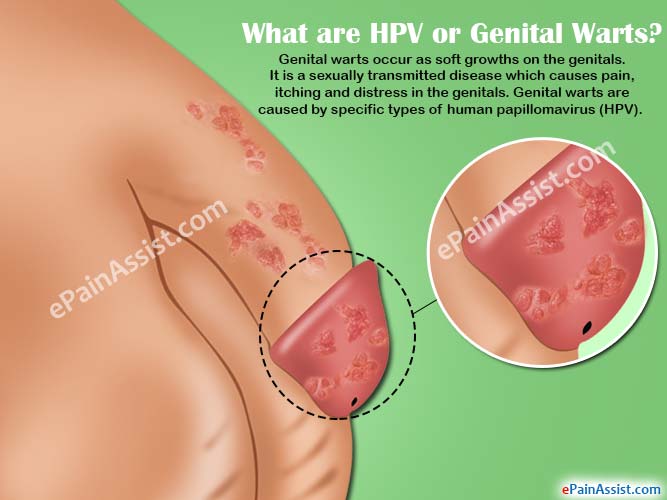 What are HPV or Genital Warts?
Genital warts occur as soft growths on the genitals.
It is a sexually transmitted disease which causes pain,
itching and distress in the genitals. Genital warts are
caused by specific types of human papillomavirus (HPV).
ePainAssist.com
ePainAssist.com
ePainAssist.com